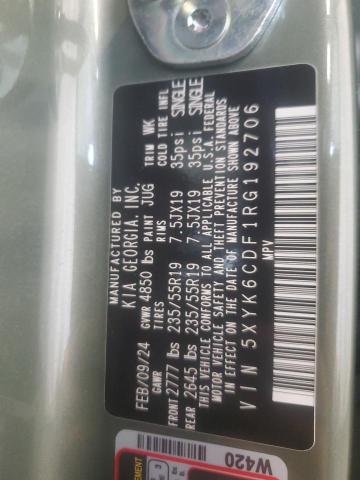 MANUFACTURED BY
KIA GEORGIA, INC.
FEB/09/24 GVWR 4850 lbs PAINT JUG TRIM WK
GAWR TIRES RIMS COLD TIRE INFL
FRONT 2777 lbs 235/55R19 7.5JX19 35psi SINGLE
REAR 2645 lbs 235/55R19 7.5JX19 35psi SINGLE
THIS VEHICLE CONFORMS TO ALL APPLICABLE U.S.A. FEDERAL
MOTOR VEHICLE SAFETY AND THEFT PREVENTION STANDARDS
IN EFFECT ON THE DATE OF MANUFACTURE SHOWN ABOVE
VIN 5XYK6CDF1RG192706
MPV
W420